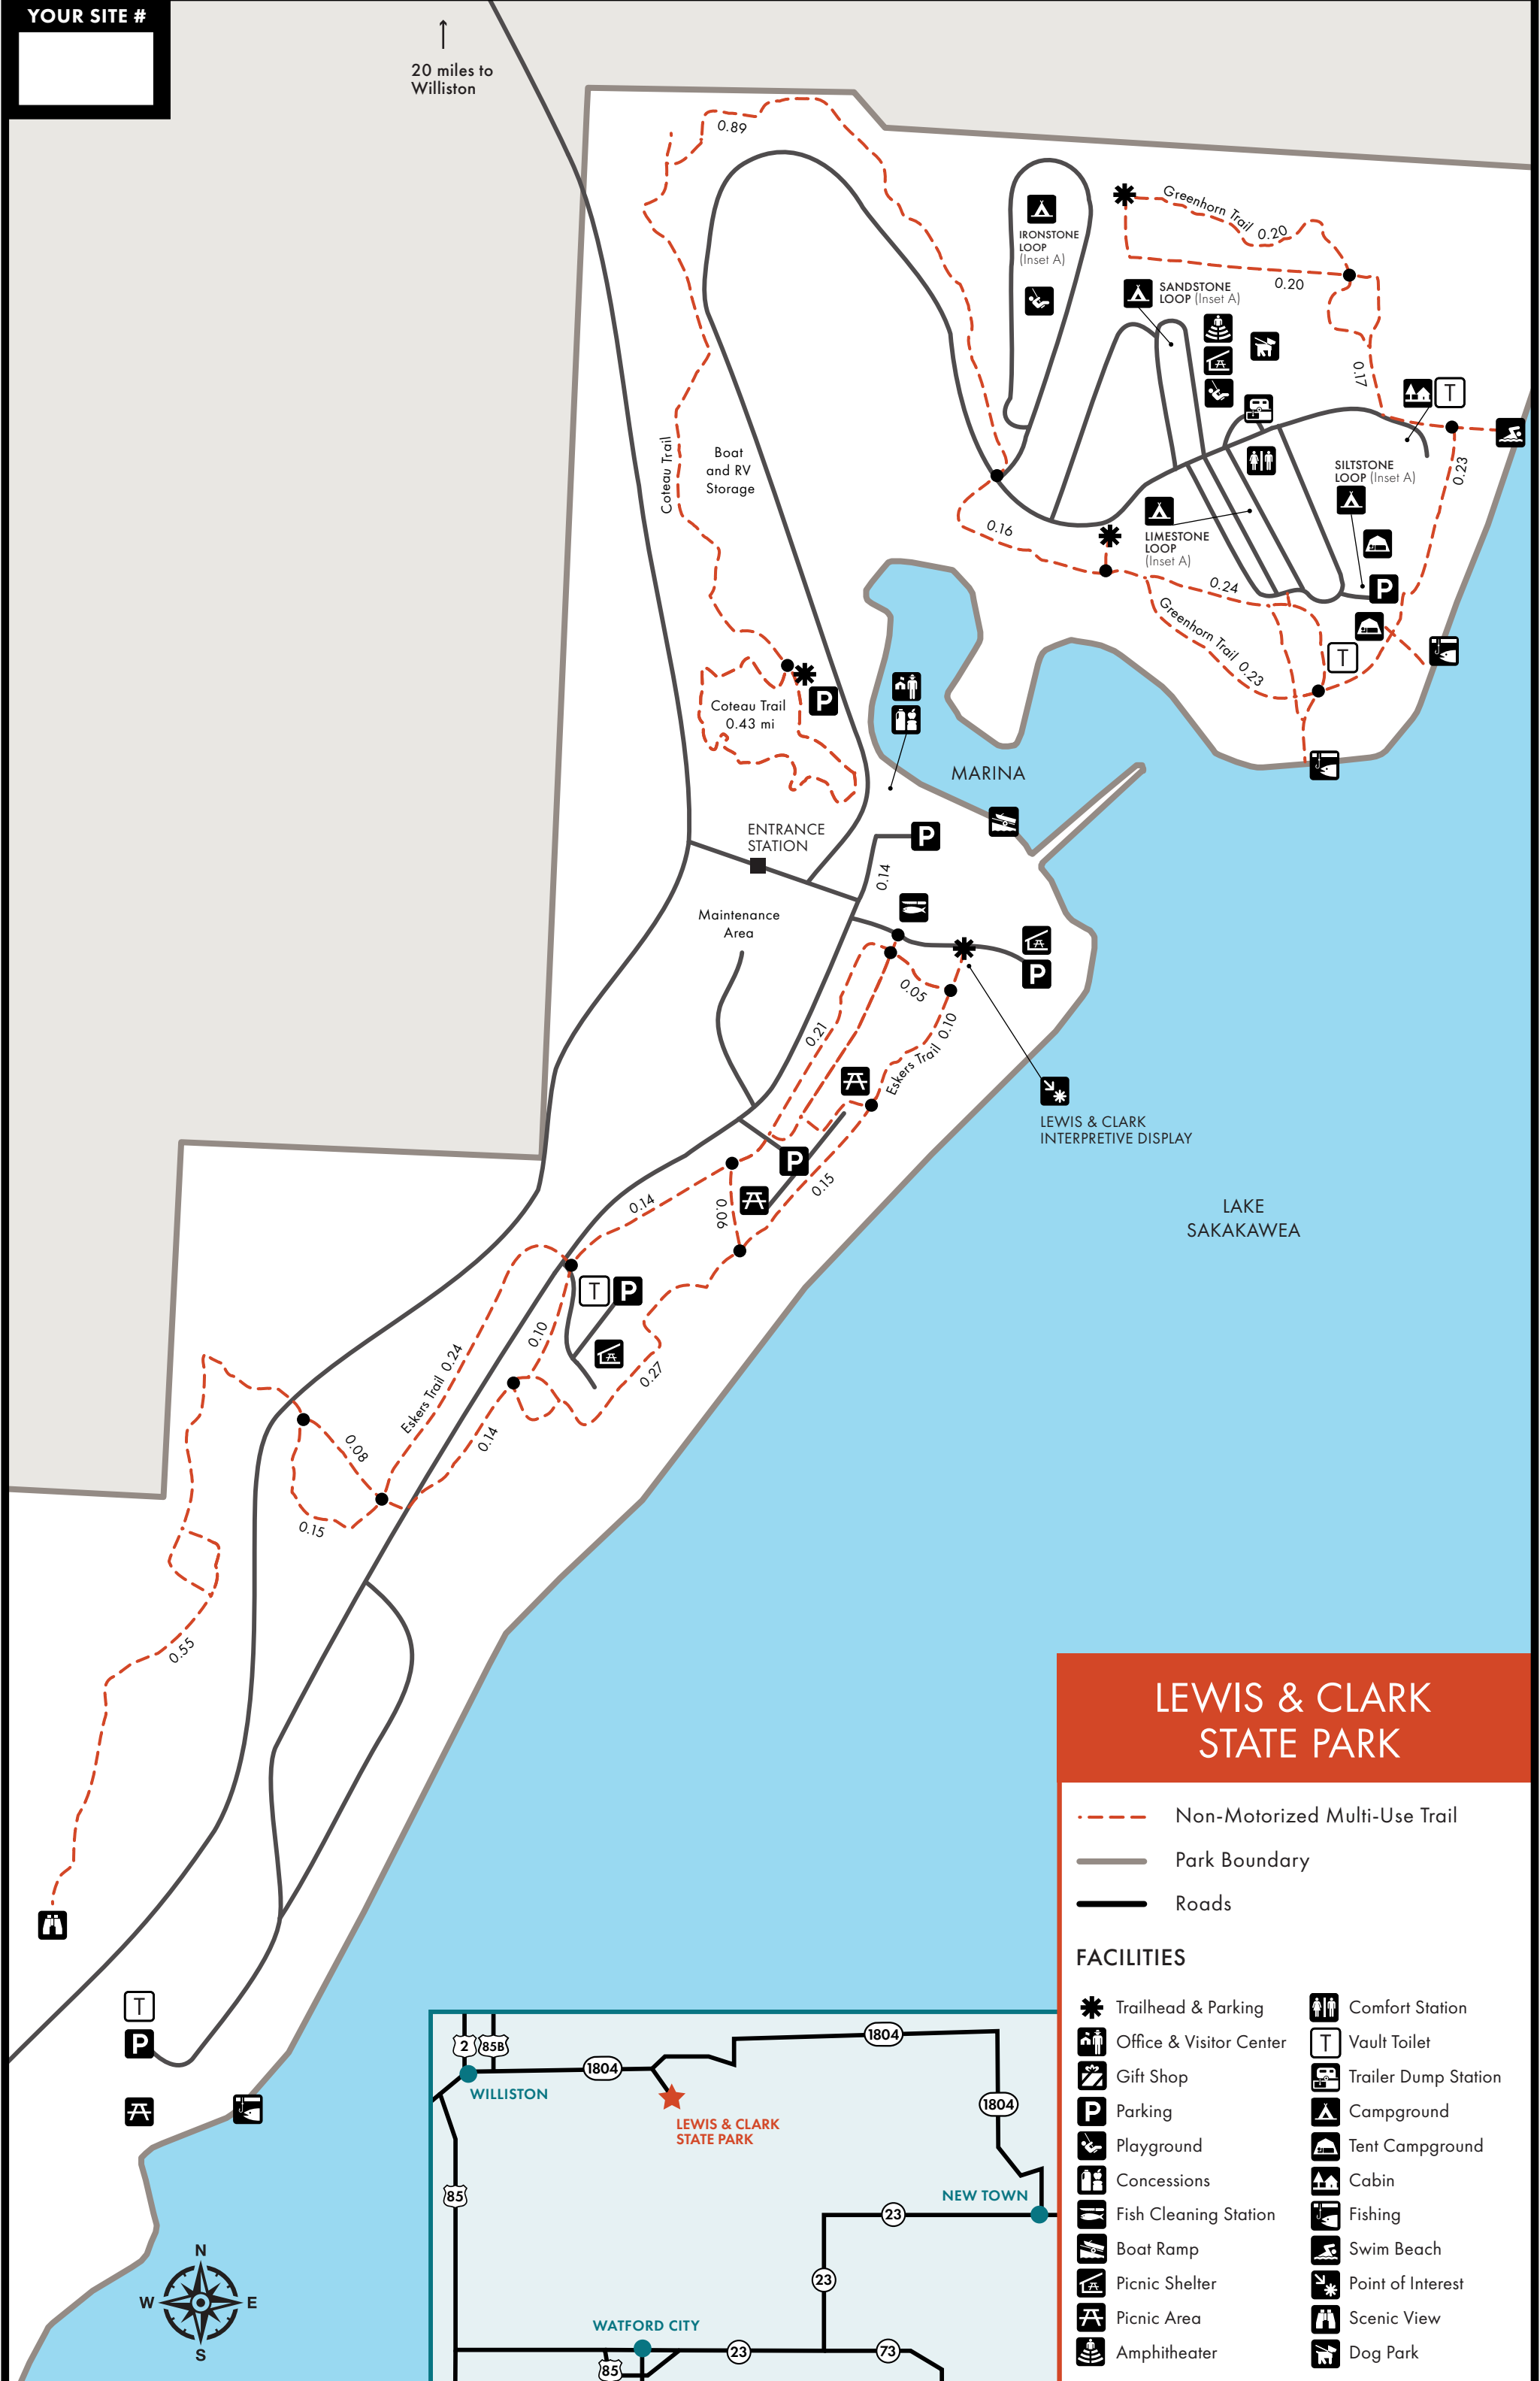 YOUR SITE #
20 miles to
Williston
0.89
Greenhorn Trail 0.20
IRONSTONE
LOOP
(Inset A)
0.20
SANDSTONE
LOOP (Inset A)
0.17
T
Coteau Trail
Boat
and RV
Storage
SILTSTONE
LOOP (Inset A)
0.23
0.16
LIMESTONE
LOOP
(Inset A)
0.24
P
Greenhorn Trail 0.23
T
P
Coteau Trail
0.43 mi
MARINA
ENTRANCE
STATION
P
0.14
Maintenance
Area
P
0.05
0.21
0.10
Eskers Trail
LEWIS & CLARK
INTERPRETIVE DISPLAY
P
0.15
0.14
0.06
LAKE
SAKAKAWEA
T
P
0.10
Eskers Trail 0.24
0.27
0.14
0.08
0.15
0.55
T
P
N
W
E
S
LEWIS & CLARK
STATE PARK
Non-Motorized Multi-Use Trail
Park Boundary
Roads
FACILITIES
Trailhead & Parking
Office & Visitor Center
Gift Shop
P Parking
Playground
Concessions
Fish Cleaning Station
Boat Ramp
Picnic Shelter
Picnic Area
Amphitheater
Comfort Station
T Vault Toilet
Trailer Dump Station
Campground
Tent Campground
Cabin
Fishing
Swim Beach
Point of Interest
Scenic View
Dog Park
2
85B
1804
1804
WILLISTON
LEWIS & CLARK
STATE PARK
1804
85
NEW TOWN
23
23
WATFORD CITY
23
73
85